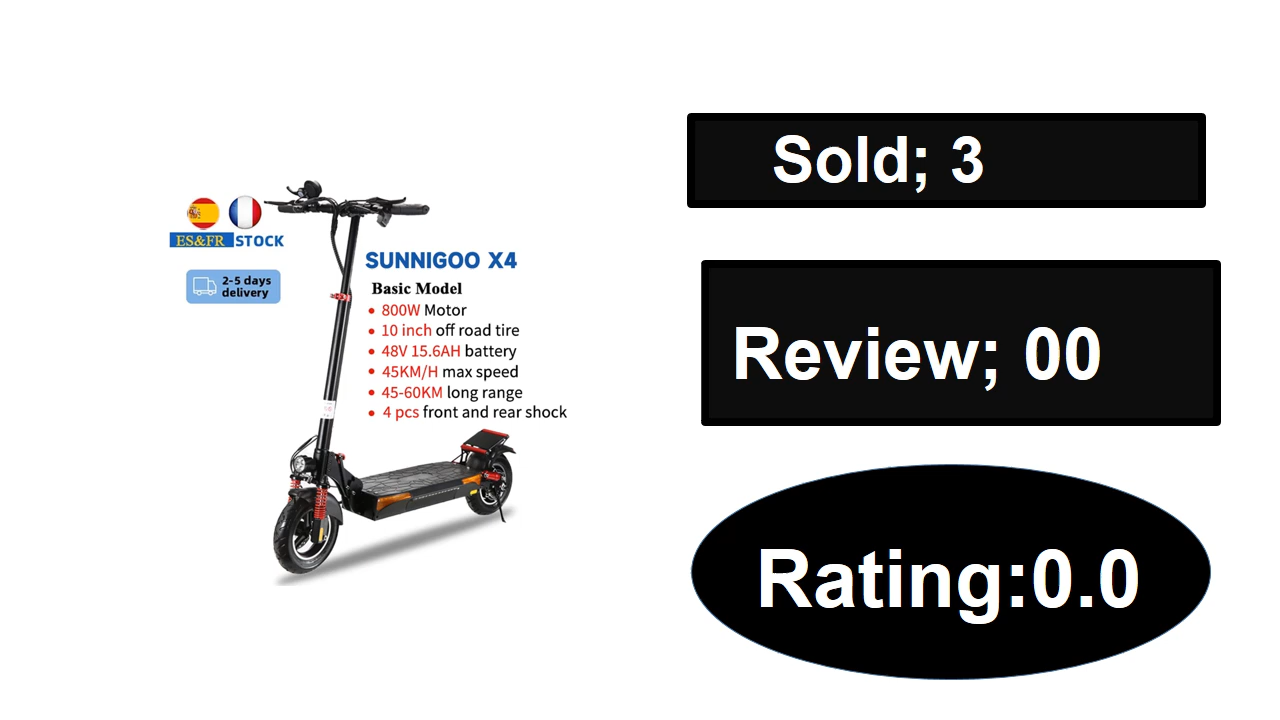 ES&FR STOCK
2-5 days
delivery
SUNNIGOO X4
Basic Model
800W Motor
10 inch off road tire
48V 15.6AH battery
45KM/H max speed
45-60KM long range
4 pcs front and rear shock
Sold; 3
Review; 00
Rating:0.0